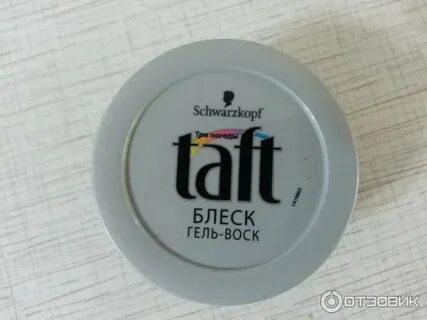 Schwarzkopf
Три погоды
taft
БЛЕСК
ГЕЛЬ-ВОСК
ОТЗОВИК